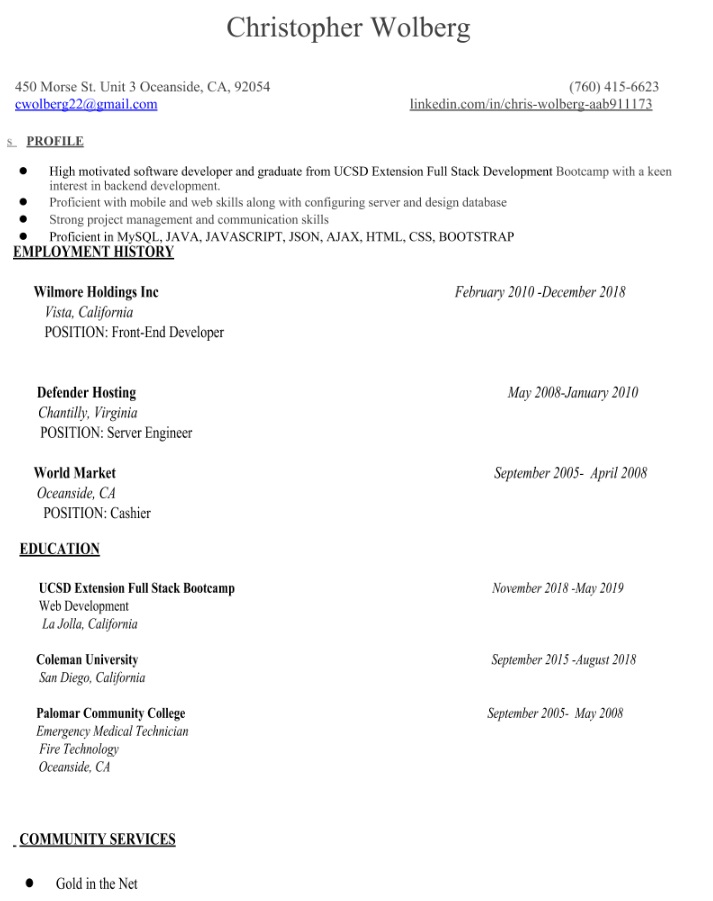 Christopher Wolberg
450 Morse St. Unit 3 Oceanside, CA, 92054 (760) 415-6623
cwolberg22@gmail.com linkedin.com/in/chris-wolberg-aab911173
S PROFILE
● High motivated software developer and graduate from UCSD Extension Full Stack Development Bootcamp with a keen
interest in backend development.
● Proficient with mobile and web skills along with configuring server and design database
● Strong project management and communication skills
● Proficient in MySQL, JAVA, JAVASCRIPT, JSON, AJAX, HTML, CSS, BOOTSTRAP
EMPLOYMENT HISTORY
Wilmore Holdings Inc February 2010 -December 2018
Vista, California
POSITION: Front-End Developer
Defender Hosting May 2008-January 2010
Chantilly, Virginia
POSITION: Server Engineer
World Market September 2005- April 2008
Oceanside, CA
POSITION: Cashier
EDUCATION
UCSD Extension Full Stack Bootcamp November 2018 -May 2019
Web Development
La Jolla, California
Coleman University September 2015 -August 2018
San Diego, California
Palomar Community College September 2005- May 2008
Emergency Medical Technician
Fire Technology
Oceanside, CA
COMMUNITY SERVICES
● Gold in the Net